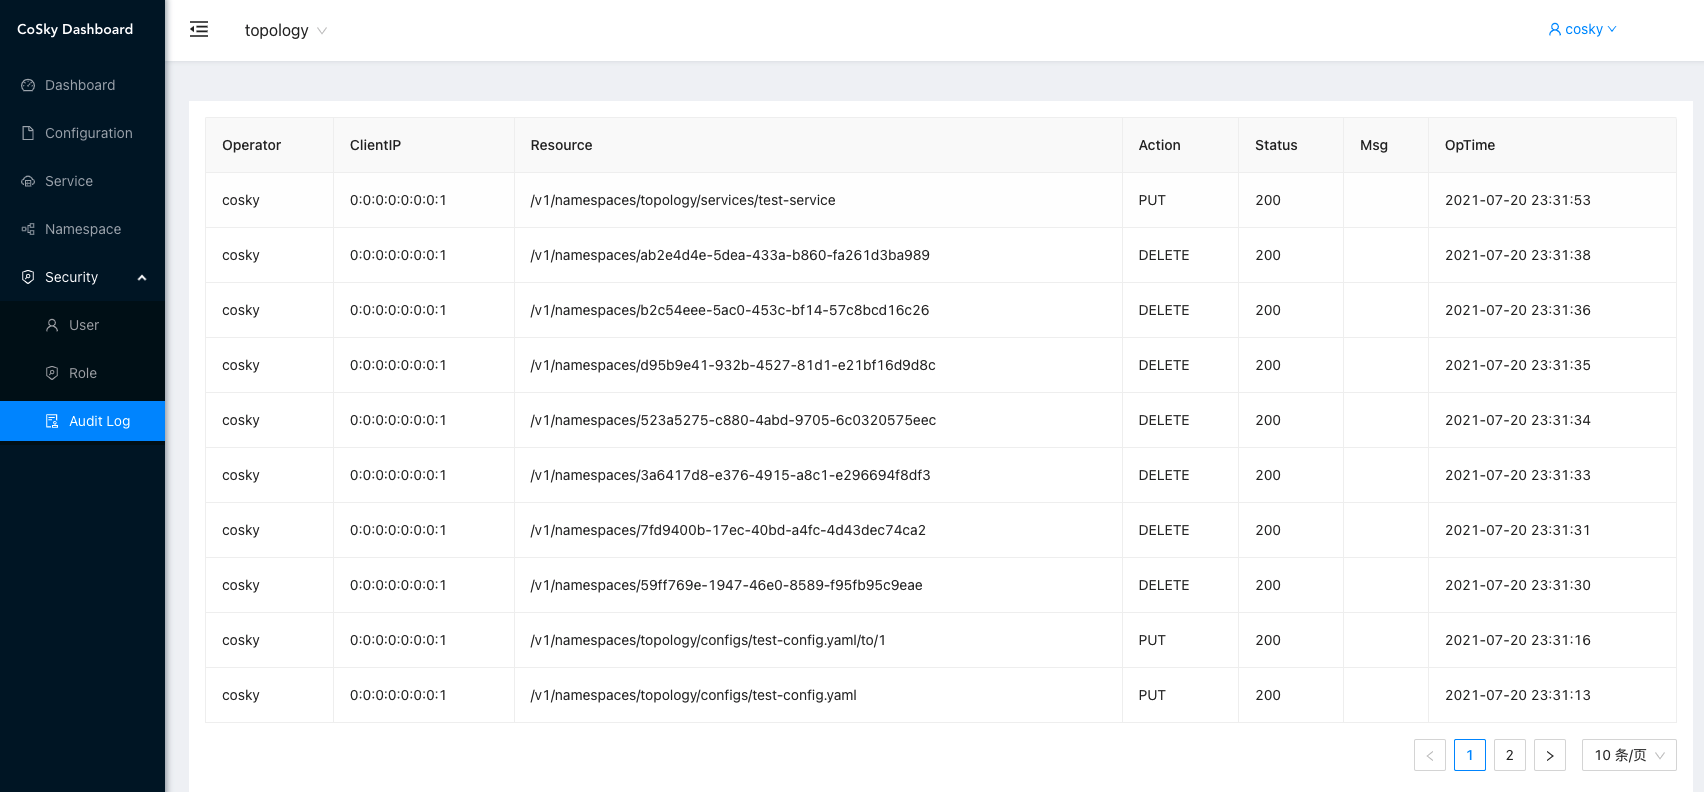 CoSky Dashboard
topology
cosky
Dashboard
Configuration
Service
Namespace
Security
User
Role
Audit Log
Operator ClientIP Resource Action Status Msg OpTime
cosky 0:0:0:0:0:0:0:1 /v1/namespaces/topology/services/test-service PUT 200 2021-07-20 23:31:53
cosky 0:0:0:0:0:0:0:1 /v1/namespaces/ab2e4d4e-5dea-433a-b860-fa261d3ba989 DELETE 200 2021-07-20 23:31:38
cosky 0:0:0:0:0:0:0:1 /v1/namespaces/b2c54eee-5ac0-453c-bf14-57c8bcd16c26 DELETE 200 2021-07-20 23:31:36
cosky 0:0:0:0:0:0:0:1 /v1/namespaces/d95b9e41-932b-4527-81d1-e21bf16d9d8c DELETE 200 2021-07-20 23:31:35
cosky 0:0:0:0:0:0:0:1 /v1/namespaces/523a5275-c880-4abd-9705-6c0320575eec DELETE 200 2021-07-20 23:31:34
cosky 0:0:0:0:0:0:0:1 /v1/namespaces/3a6417d8-e376-4915-a8c1-e296694f8df3 DELETE 200 2021-07-20 23:31:33
cosky 0:0:0:0:0:0:0:1 /v1/namespaces/7fd9400b-17ec-40bd-a4fc-4d43dec74ca2 DELETE 200 2021-07-20 23:31:31
cosky 0:0:0:0:0:0:0:1 /v1/namespaces/59ff769e-1947-46e0-8589-f95fb95c9eae DELETE 200 2021-07-20 23:31:30
cosky 0:0:0:0:0:0:0:1 /v1/namespaces/topology/configs/test-config.yaml/to/1 PUT 200 2021-07-20 23:31:16
cosky 0:0:0:0:0:0:0:1 /v1/namespaces/topology/configs/test-config.yaml PUT 200 2021-07-20 23:31:13
1 2 10 条/页